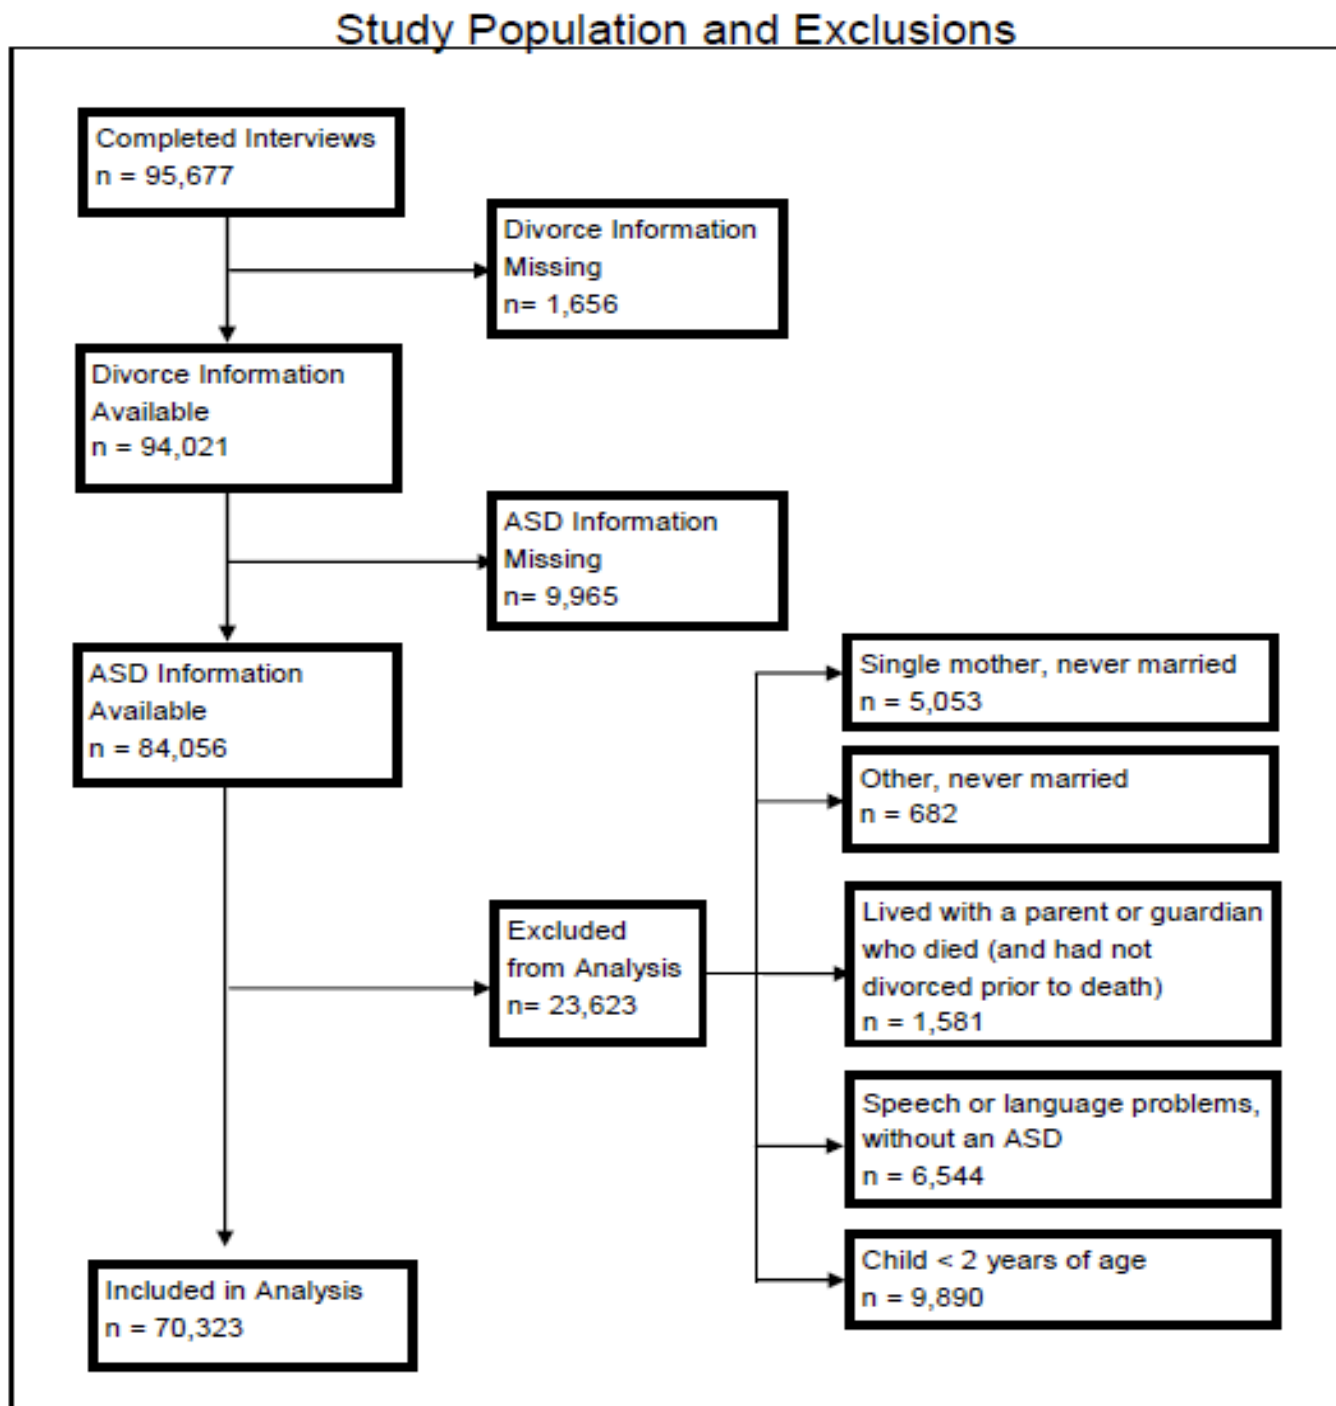 Study Population and Exclusions
Completed Interviews
n = 95,677
Divorce Information
Missing
n= 1,656
Divorce Information
Available
n = 94,021
ASD Information
Missing
n= 9,965
ASD Information
Available
n = 84,056
Single mother, never married
n = 5,053
Other, never married
n = 682
Excluded
from Analysis
n= 23,623
Lived with a parent or guardian
who died (and had not
divorced prior to death)
n = 1,581
Speech or language problems,
without an ASD
n = 6,544
Child < 2 years of age
n = 9,890
Included in Analysis
n = 70,323